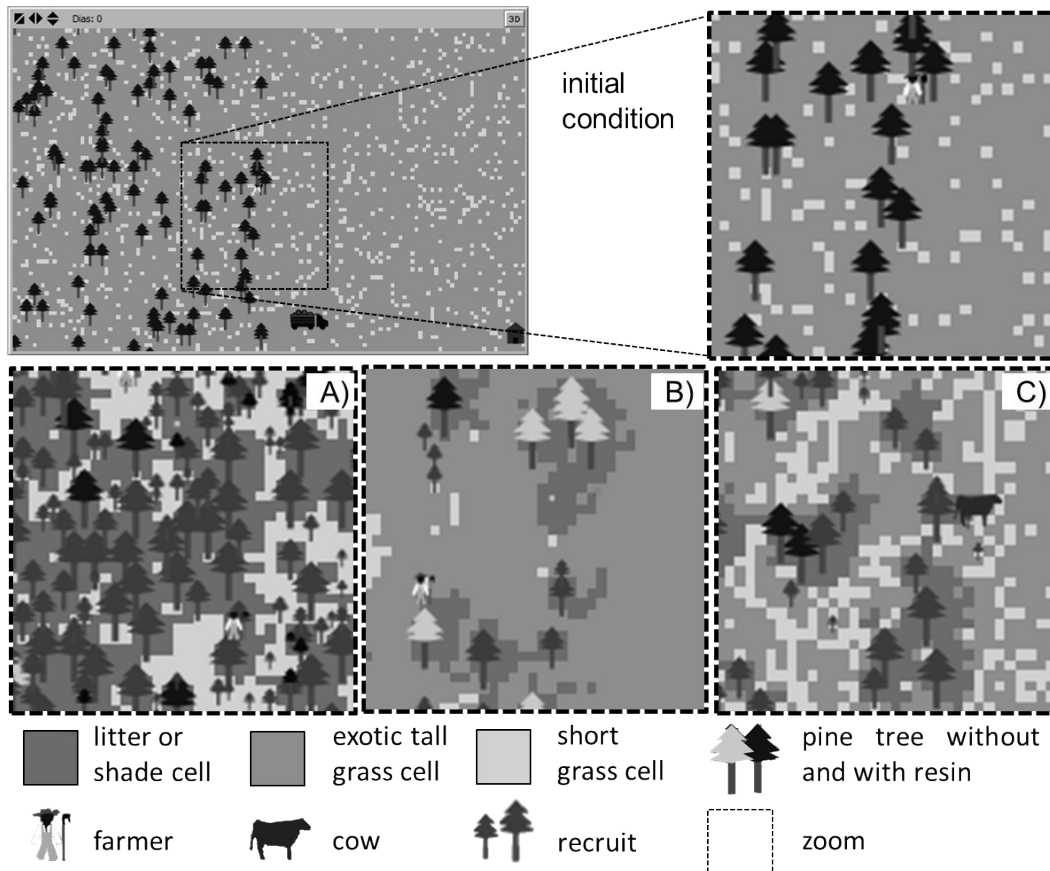 Dias: 0
3D
initial
condition
A)
B)
C)
litter or
shade cell
exotic tall
grass cell
short
grass cell
pine tree without
and with resin
farmer
cow
recruit
zoom